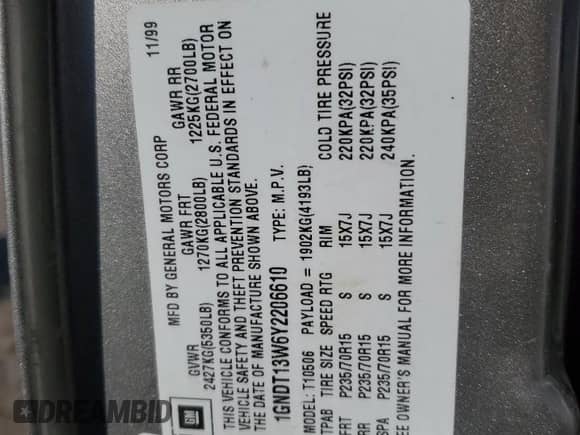 MFD BY GENERAL MOTORS CORP 11/99
GVWR GAWR FRT GAWR RR
2427KG(5350LB) 1270KG(2800LB) 1225KG(2700LB)
THIS VEHICLE CONFORMS TO ALL APPLICABLE U.S. FEDERAL MOTOR
VEHICLE SAFETY AND THEFT PREVENTION STANDARDS IN EFFECT ON
THE DATE OF MANUFACTURE SHOWN ABOVE.
1GNDT13W6Y2206610 TYPE: M.P.V.
MODEL: T10506 PAYLOAD = 1902KG(4193LB)
TPAB TIRE SIZE SPEED RTG RIM COLD TIRE PRESSURE
FRT P235/70R15 S 15X7J 220KPA(32PSI)
RR P235/70R15 S 15X7J 220KPA(32PSI)
SPA P235/70R15 S 15X7J 240KPA(35PSI)
EE OWNER'S MANUAL FOR MORE INFORMATION.
GM
DREAMBID